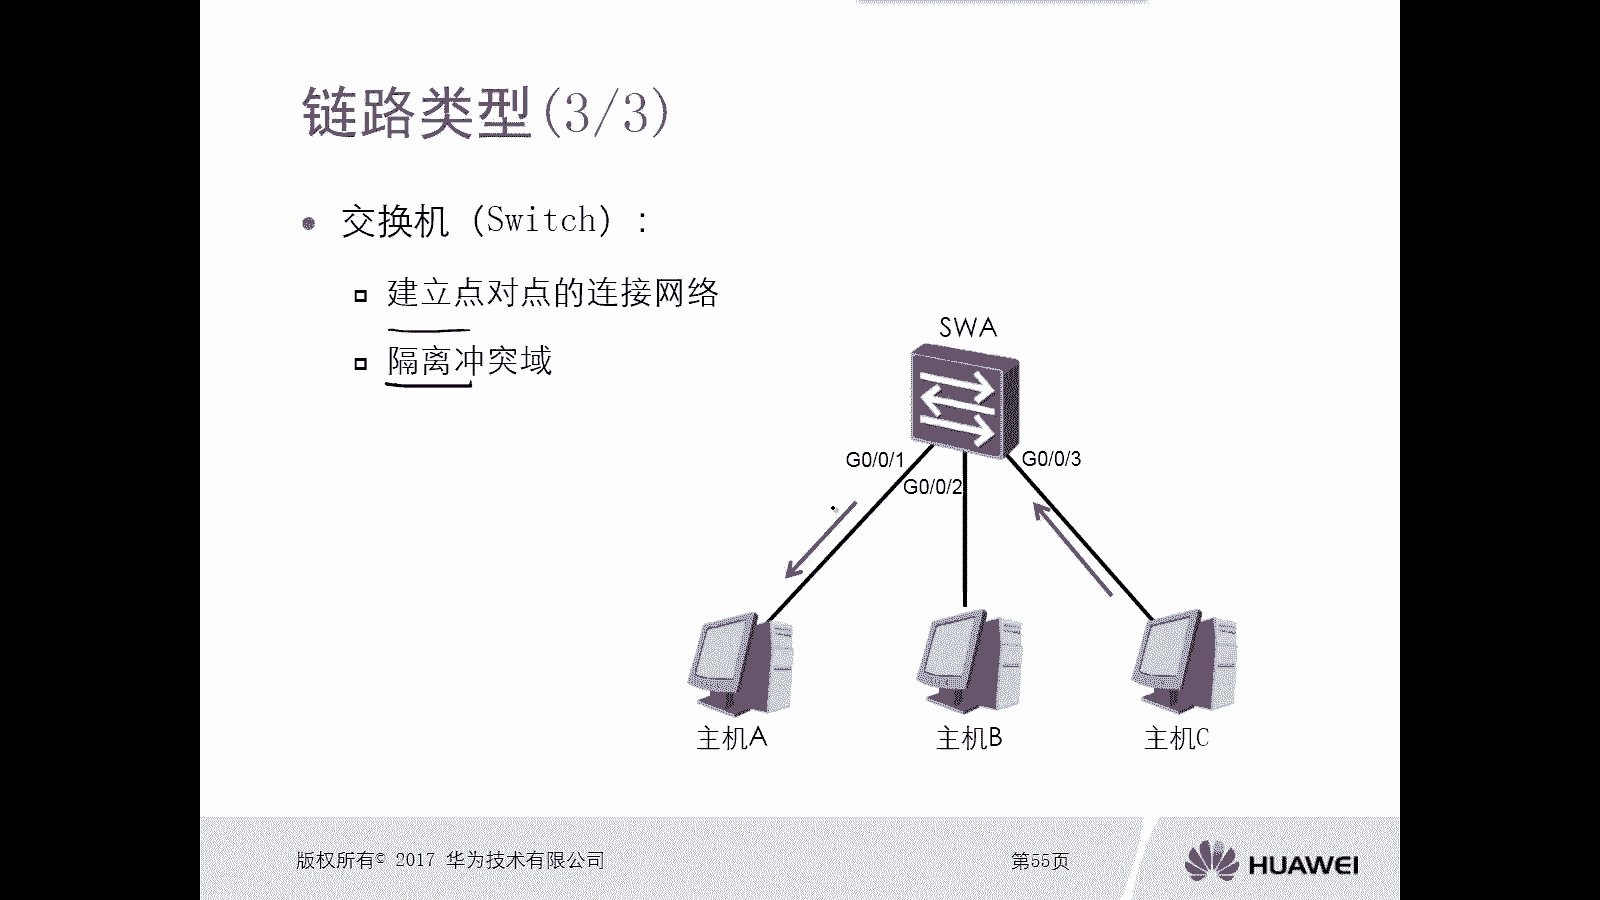 链路类型(3/3)
交换机（Switch）:
建立点对点的连接网络
隔离冲突域
SWA
G0/0/1
G0/0/2
G0/0/3
主机A
主机B
主机C
版权所有© 2017 华为技术有限公司
第55页
HUAWEI